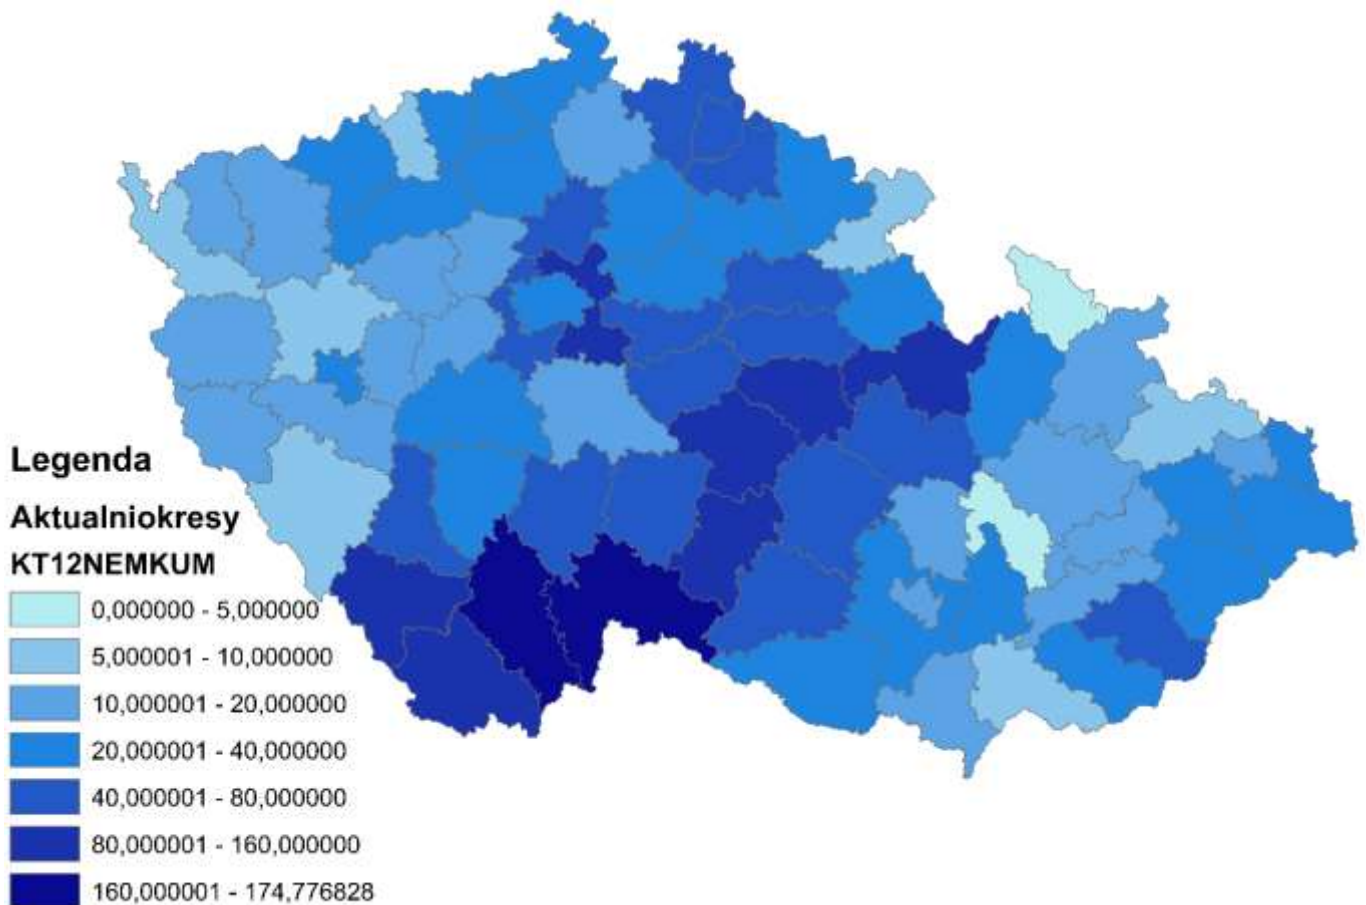 Legenda
Aktualniokresy
KT12NEMKUM
0,000000 - 5,000000
5,000001 - 10,000000
10,000001 - 20,000000
20,000001 - 40,000000
40,000001 - 80,000000
80,000001 - 160,000000
160,000001 - 174,776828